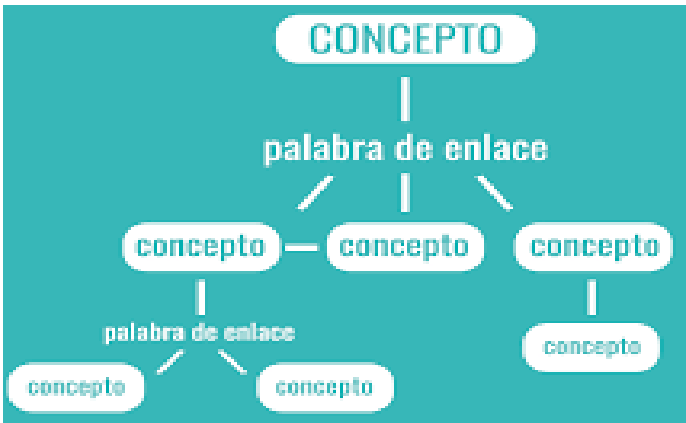 CONCEPTO
palabra de enlace
concepto concepto concepto
palabra de enlace
concepto
concepto concepto